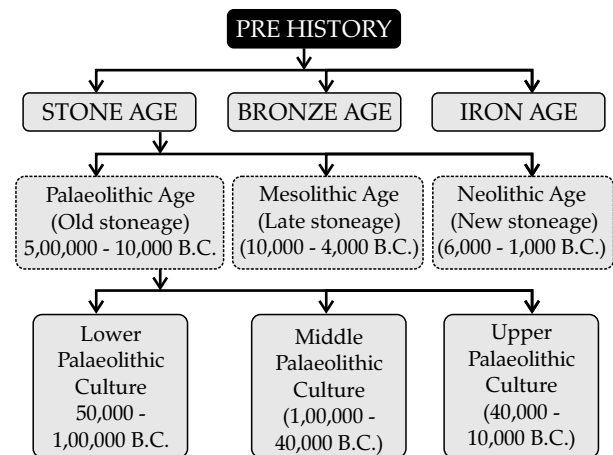 PRE HISTORY
STONE AGE
BRONZE AGE
IRON AGE
Palaeolithic Age
(Old stoneage)
5,00,000 - 10,000 B.C.
Mesolithic Age
(Late stoneage)
(10,000 - 4,000 B.C.)
Neolithic Age
(New stoneage)
(6,000 - 1,000 B.C.)
Lower
Palaeolithic
Culture
50,000 -
1,00,000 B.C.
Middle
Palaeolithic
Culture
(1,00,000 -
40,000 B.C.)
Upper
Palaeolithic
Culture
(40,000 -
10,000 B.C.)